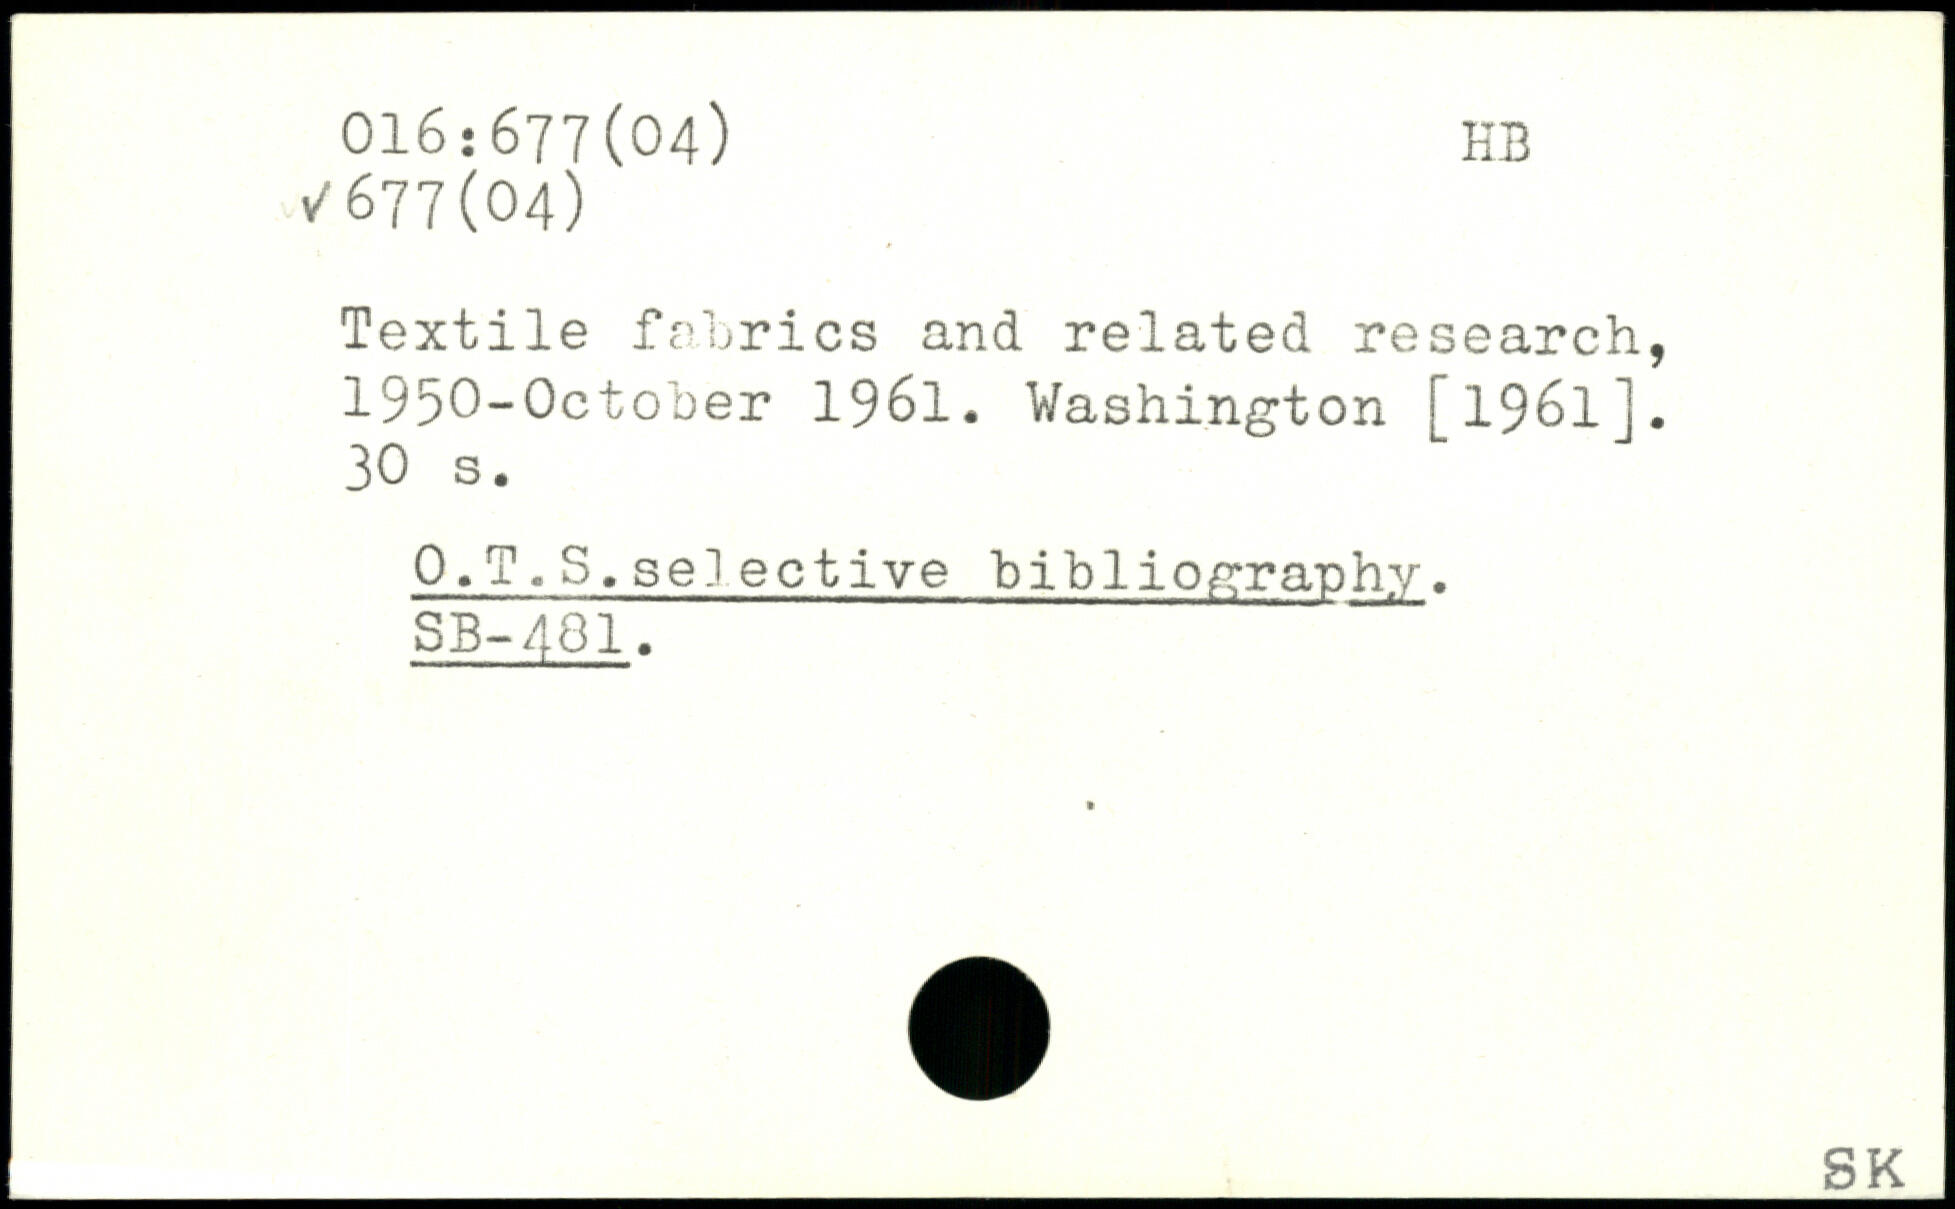 016:677(04) HB
✓677(04)
Textile fabrics and related research,
1950-October 1961. Washington [1961].
30 s.
O.T.S.selective bibliography.
SB-481.
SK